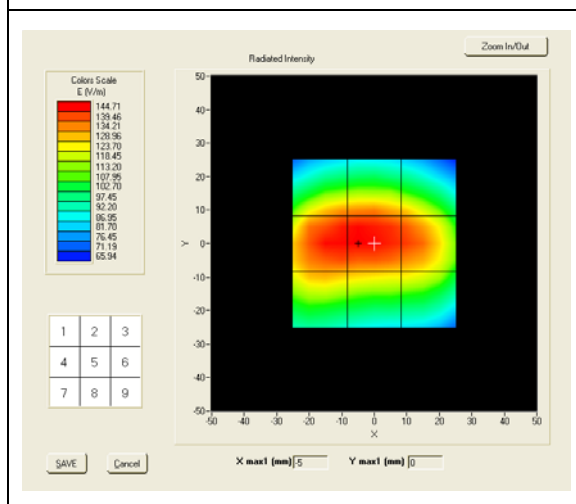 Zoom In/Out
Radiated Intensity
Colors Scale
E (V/m)
144.71
139.46
134.21
128.96
123.70
118.45
113.20
107.95
102.70
97.45
92.20
86.95
81.70
76.45
71.19
65.94
50
40
30
20
10
Y 0
-10
-20
-30
-40
-50
-50 -40 -30 -20 -10 0 10 20 30 40 50
X
1 2 3
4 5 6
7 8 9
SAVE Cancel
X max1 (mm) -5 Y max1 (mm) 0